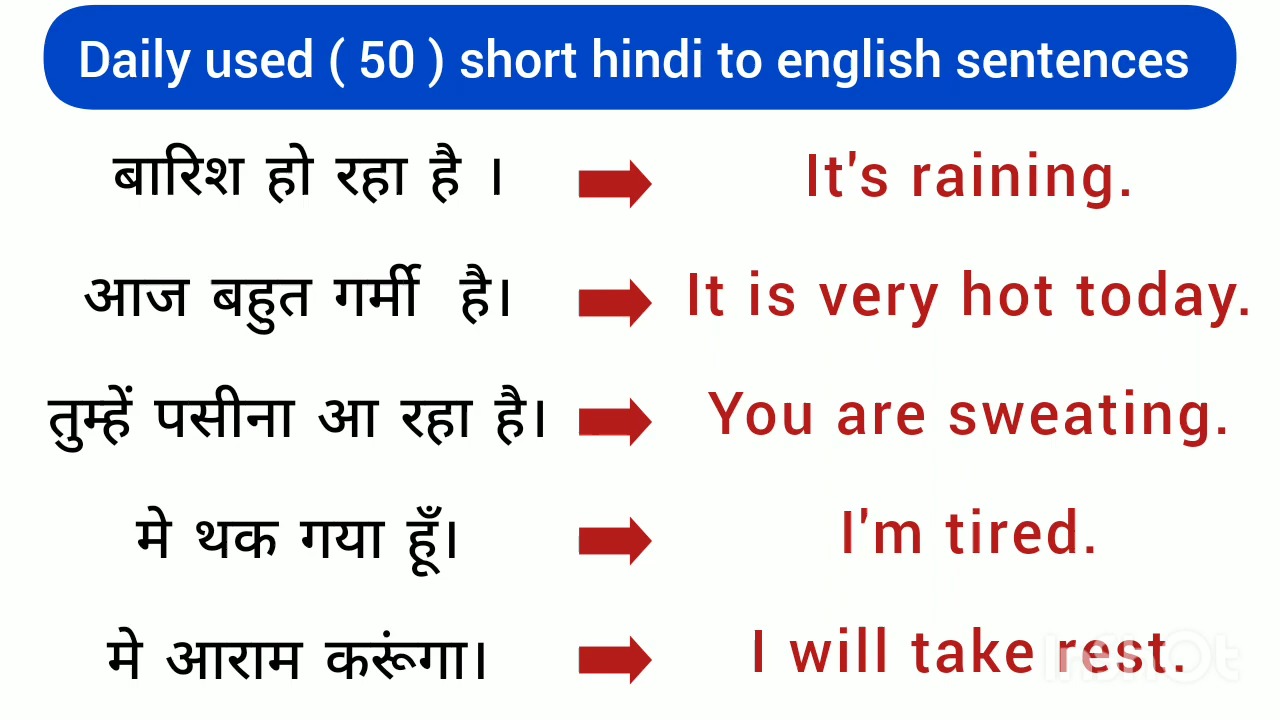 Daily used ( 50 ) short hindi to english sentences
बारिश हो रहा है । It's raining.
आज बहुत गर्मी है। It is very hot today.
तुम्हें पसीना आ रहा है। You are sweating.
मे थक गया हूँ। I'm tired.
मे आराम करूंगा। I will take rest.
InShOt